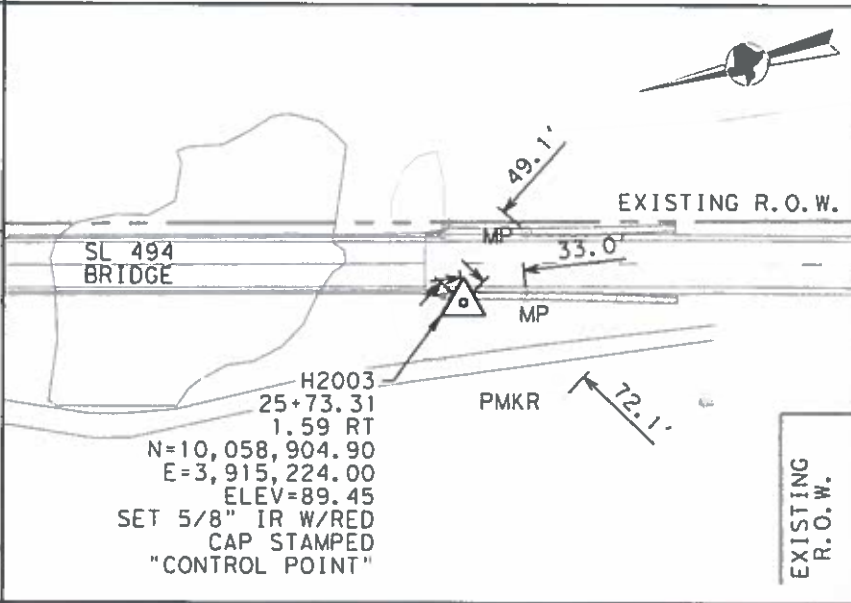 49.1'
EXISTING R.O.W.
MP
33.0'
SL 494
BRIDGE
MP
H2003
25+73.31
1.59 RT
N=10,058,904.90
E=3,915,224.00
ELEV=89.45
SET 5/8" IR W/RED
CAP STAMPED
"CONTROL POINT"
PMKR
72.1'
EXISTING
R.O.W.